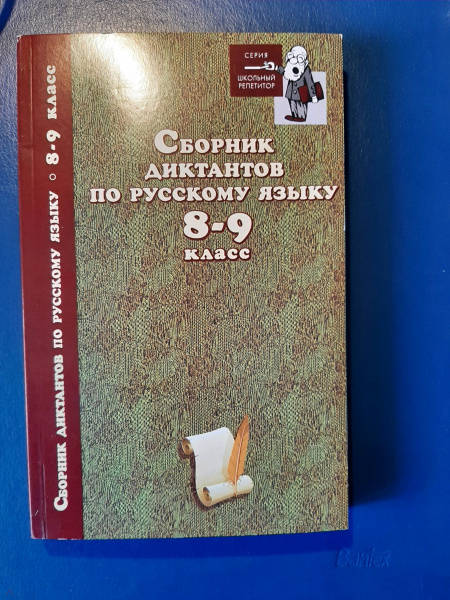 СЕРИЯ
ШКОЛЬНЫЙ
РЕПЕТИТОР
СБОРНИК
ДИКТАНТОВ
ПО РУССКОМУ ЯЗЫКУ
8-9
КЛАСС
СБОРНИК ДИКТАНТОВ ПО РУССКОМУ ЯЗЫКУ ○ 8-9 КЛАСС
Bantex